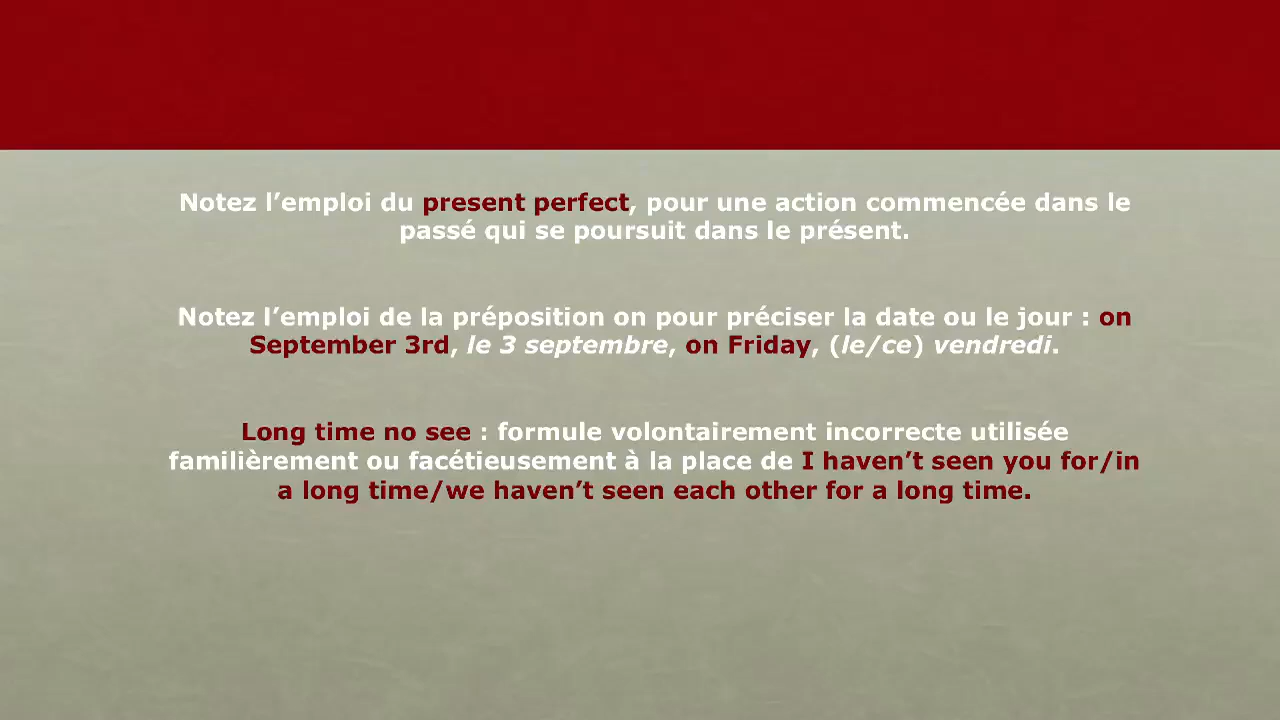 Notez l’emploi du present perfect, pour une action commencée dans le
passé qui se poursuit dans le présent.
Notez l’emploi de la préposition on pour préciser la date ou le jour : on
September 3rd, le 3 septembre, on Friday, (le/ce) vendredi.
Long time no see : formule volontairement incorrecte utilisée
familièrement ou facétieusement à la place de I haven’t seen you for/in
a long time/we haven’t seen each other for a long time.